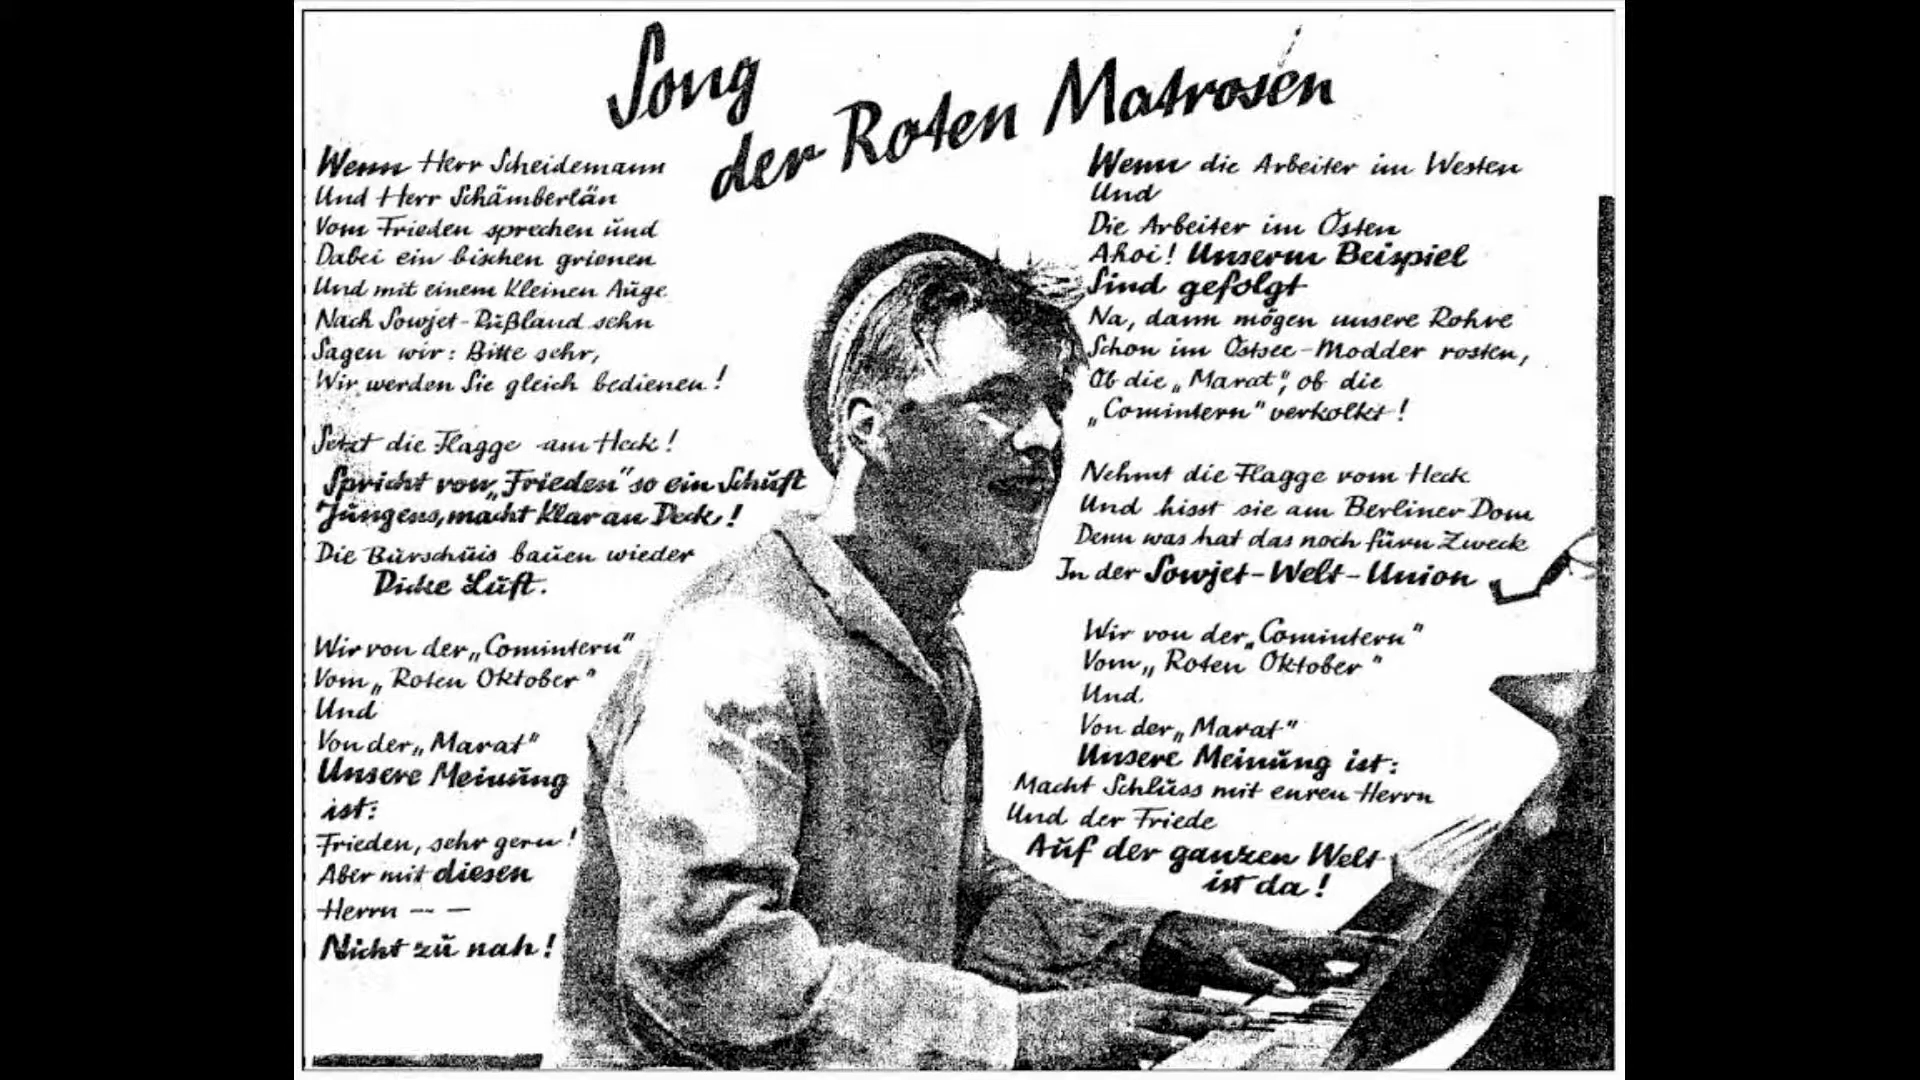 Song
der Roten Matrosen
Wenn Herr Scheidemann
Und Herr Schämberlän
Vom Frieden sprechen und
Dabei ein bischen grienen
Und mit einem kleinen Auge
Nach Sowjet-Rußland sehn
Sagen wir: Bitte sehr,
Wir werden Sie gleich bedienen!
Setzt die Flagge am Heck!
Spricht von „Frieden" so ein Schuft
Jungens, macht klar an Deck!
Die Burschuis bauen wieder
Dicke Luft.
Wir von der „Comintern"
Vom „Roten Oktober"
Und
Von der „Marat"
Unsere Meinung
ist:
Frieden, sehr gern!
Aber mit diesen
Herrn -- —
Nicht zu nah!
Wenn die Arbeiter im Westen
Und
Die Arbeiter im Osten
Ahoi! Unserm Beispiel
Sind gefolgt
Na, dann mögen unsere Rohre
Schon im Ostsee-Modder rosten,
Ob die „Marat", ob die
„Comintern" verkolkt!
Nehmt die Flagge vom Heck
Und hisst sie am Berliner Dom
Denn was hat das noch fürn Zweck
In der Sowjet-Welt-Union
Wir von der „Comintern"
Vom „Roten Oktober"
Und
Von der „Marat"
Unsere Meinung ist:
Macht Schluss mit euren Herrn
Und der Friede
Auf der ganzen Welt
ist da!